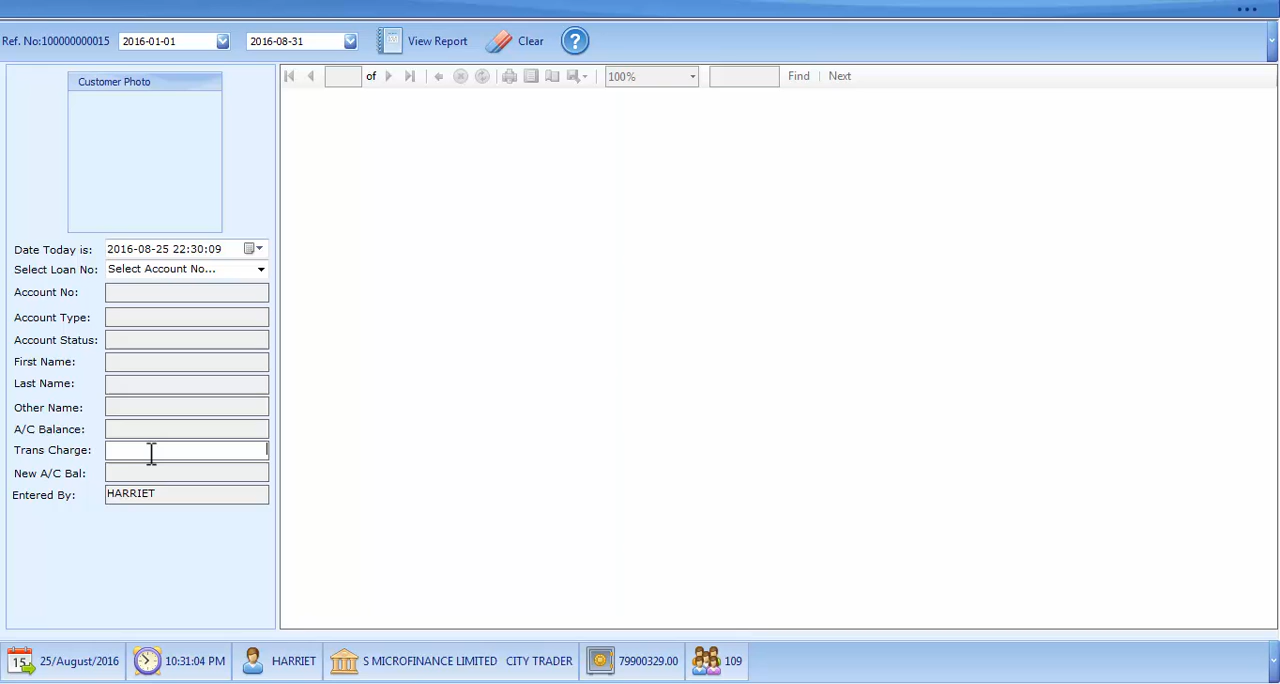 Ref. No:100000000015 2016-01-01 2016-08-31 View Report Clear ?
Customer Photo
of 100% Find Next
Date Today is: 2016-08-25 22:30:09
Select Loan No: Select Account No...
Account No:
Account Type:
Account Status:
First Name:
Last Name:
Other Name:
A/C Balance:
Trans Charge:
New A/C Bal:
Entered By: HARRIET
15 25/August/2016 10:31:04 PM HARRIET S MICROFINANCE LIMITED CITY TRADER 79900329.00 109